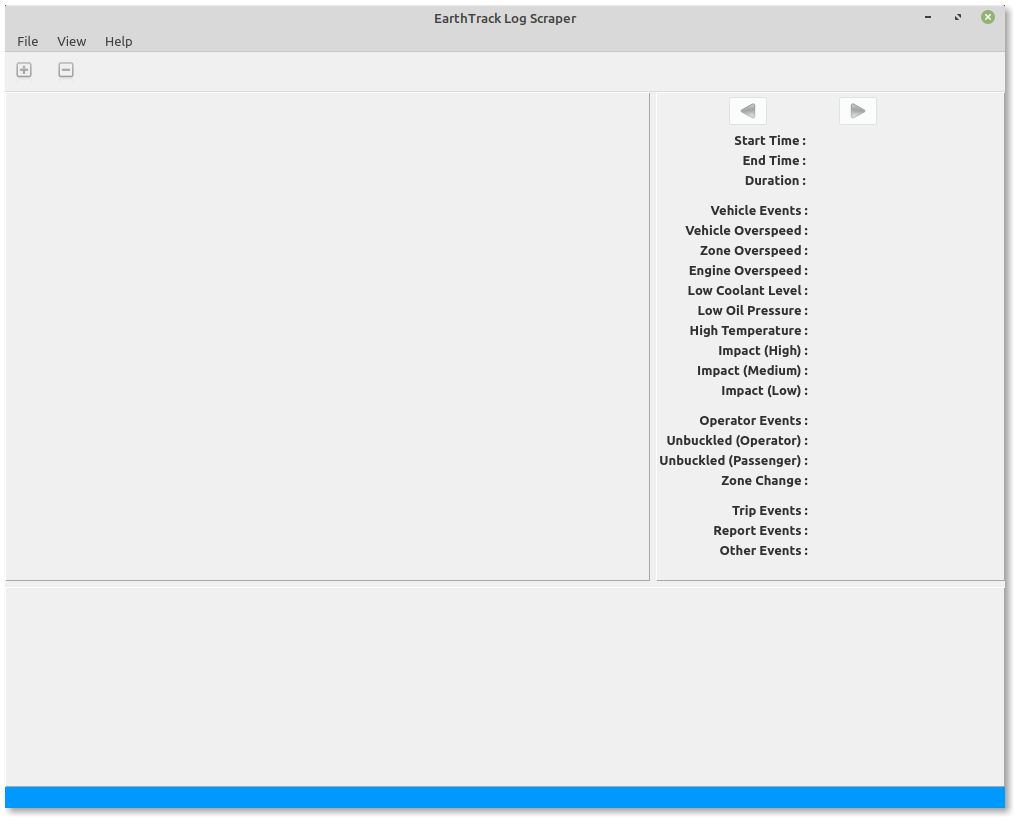 EarthTrack Log Scraper
File View Help
Start Time :
End Time :
Duration :
Vehicle Events :
Vehicle Overspeed :
Zone Overspeed :
Engine Overspeed :
Low Coolant Level :
Low Oil Pressure :
High Temperature :
Impact (High) :
Impact (Medium) :
Impact (Low) :
Operator Events :
Unbuckled (Operator) :
Unbuckled (Passenger) :
Zone Change :
Trip Events :
Report Events :
Other Events :